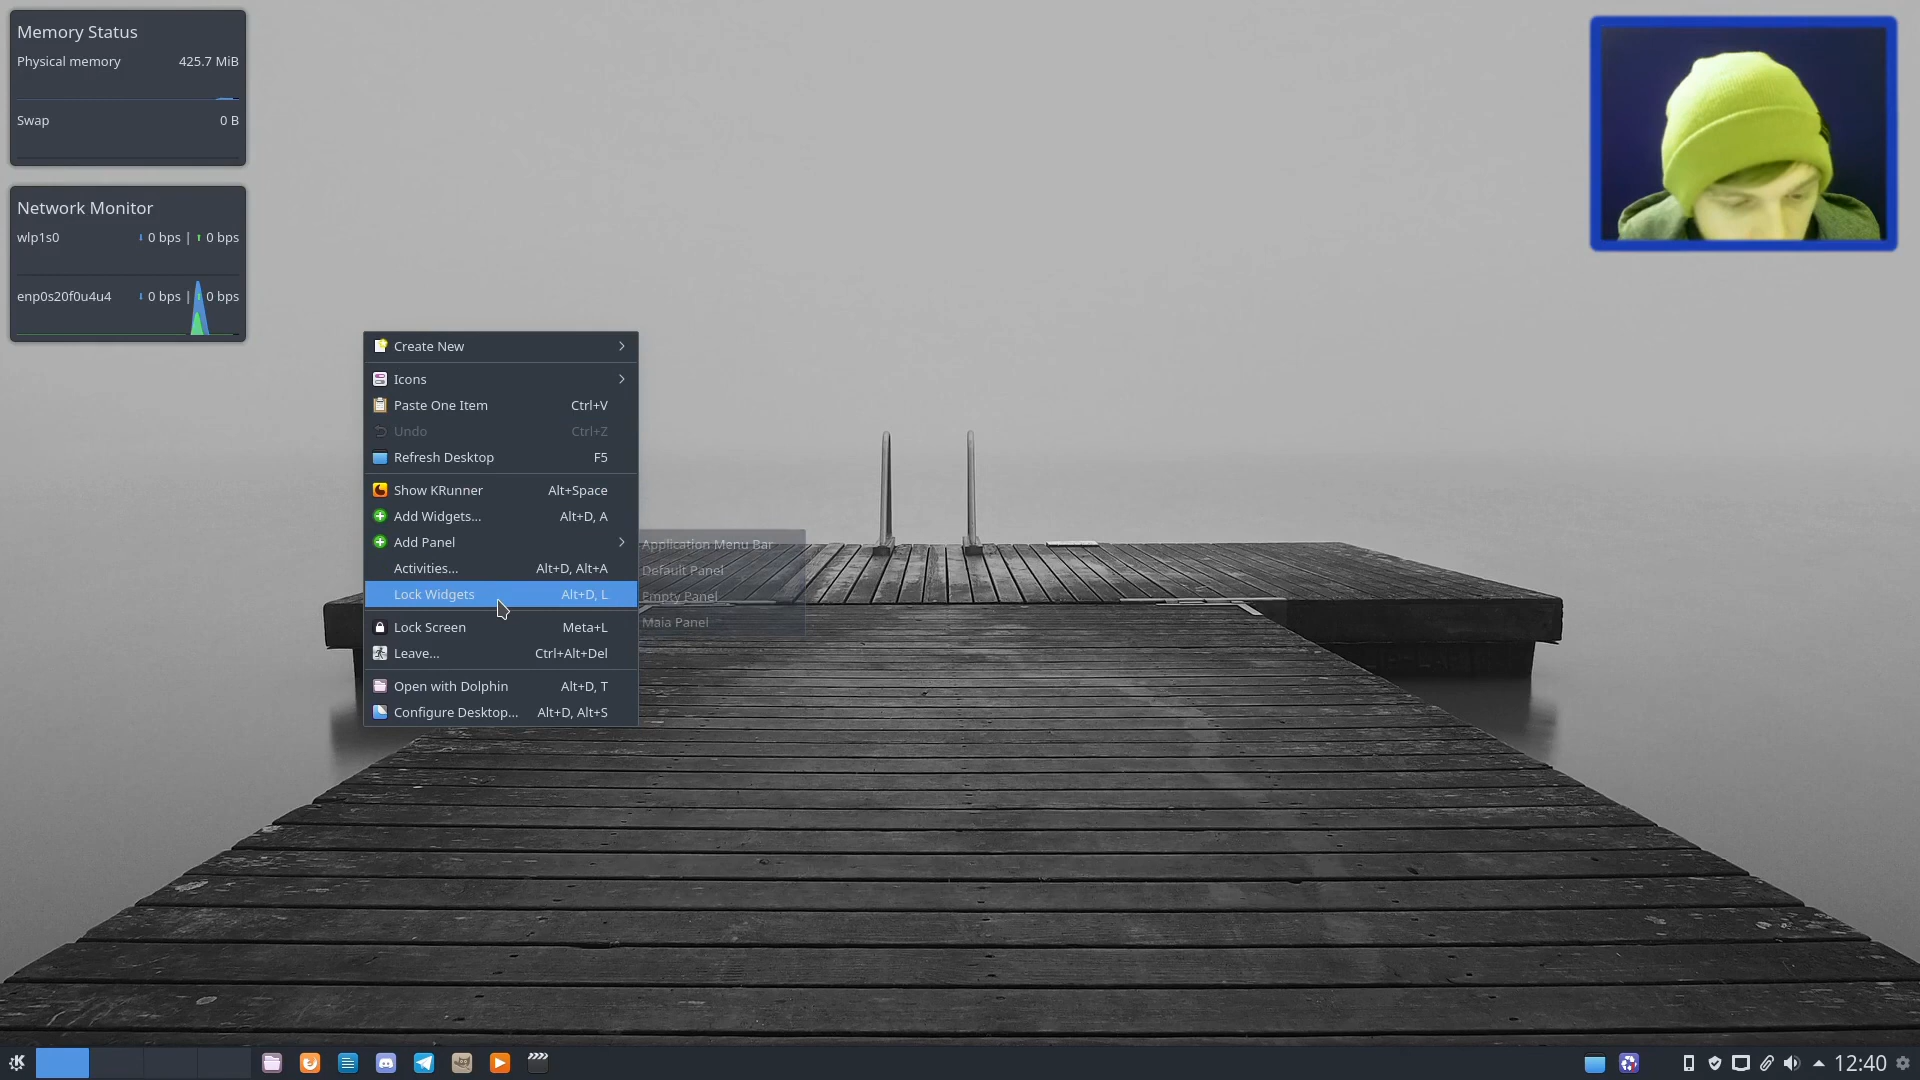 Memory Status
Physical memory 425.7 MiB
Swap 0 B
Network Monitor
wlp1s0 0 bps | 0 bps
enp0s20f0u4u4 0 bps | 0 bps
Create New
Icons
Paste One Item Ctrl+V
Undo Ctrl+Z
Refresh Desktop F5
Show KRunner Alt+Space
Add Widgets... Alt+D, A
Add Panel
Activities... Alt+D, Alt+A
Lock Widgets Alt+D, L
Lock Screen Meta+L
Leave... Ctrl+Alt+Del
Open with Dolphin Alt+D, T
Configure Desktop... Alt+D, Alt+S
Application Menu Bar
Default Panel
Empty Panel
Maia Panel
12:40